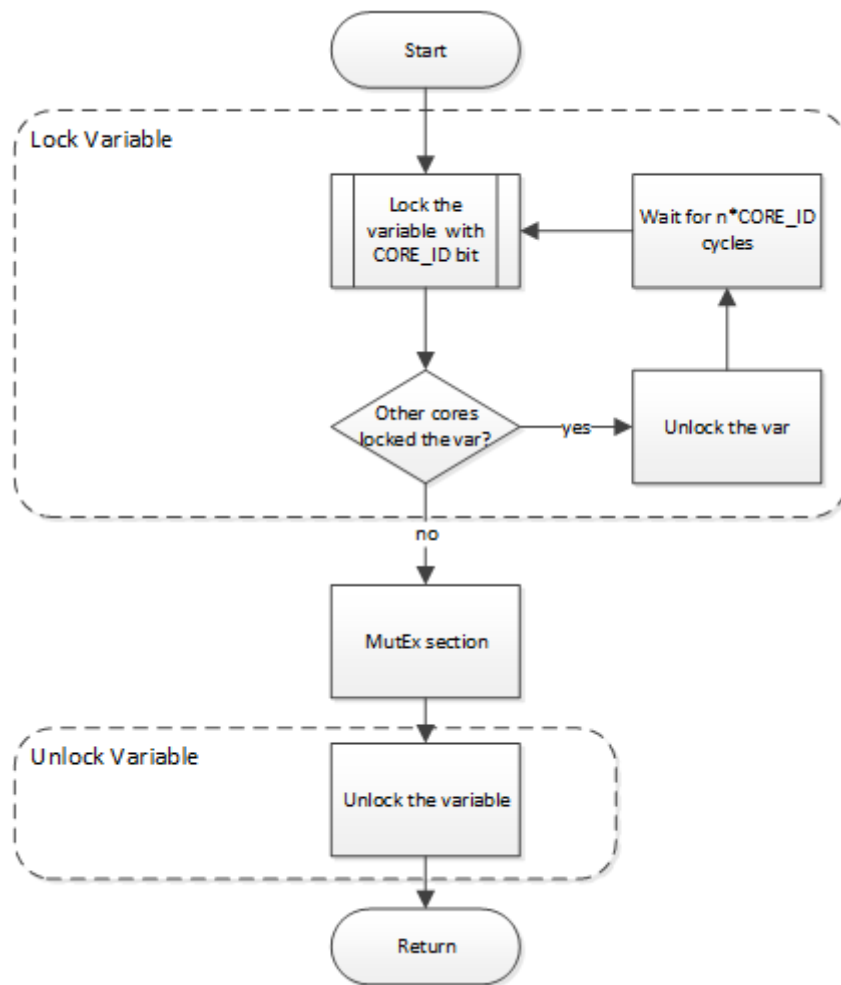 Start
Lock Variable
Lock the
variable with
CORE_ID bit
Wait for n*CORE_ID
cycles
Other cores
locked the var?
yes
Unlock the var
no
MutEx section
Unlock Variable
Unlock the variable
Return